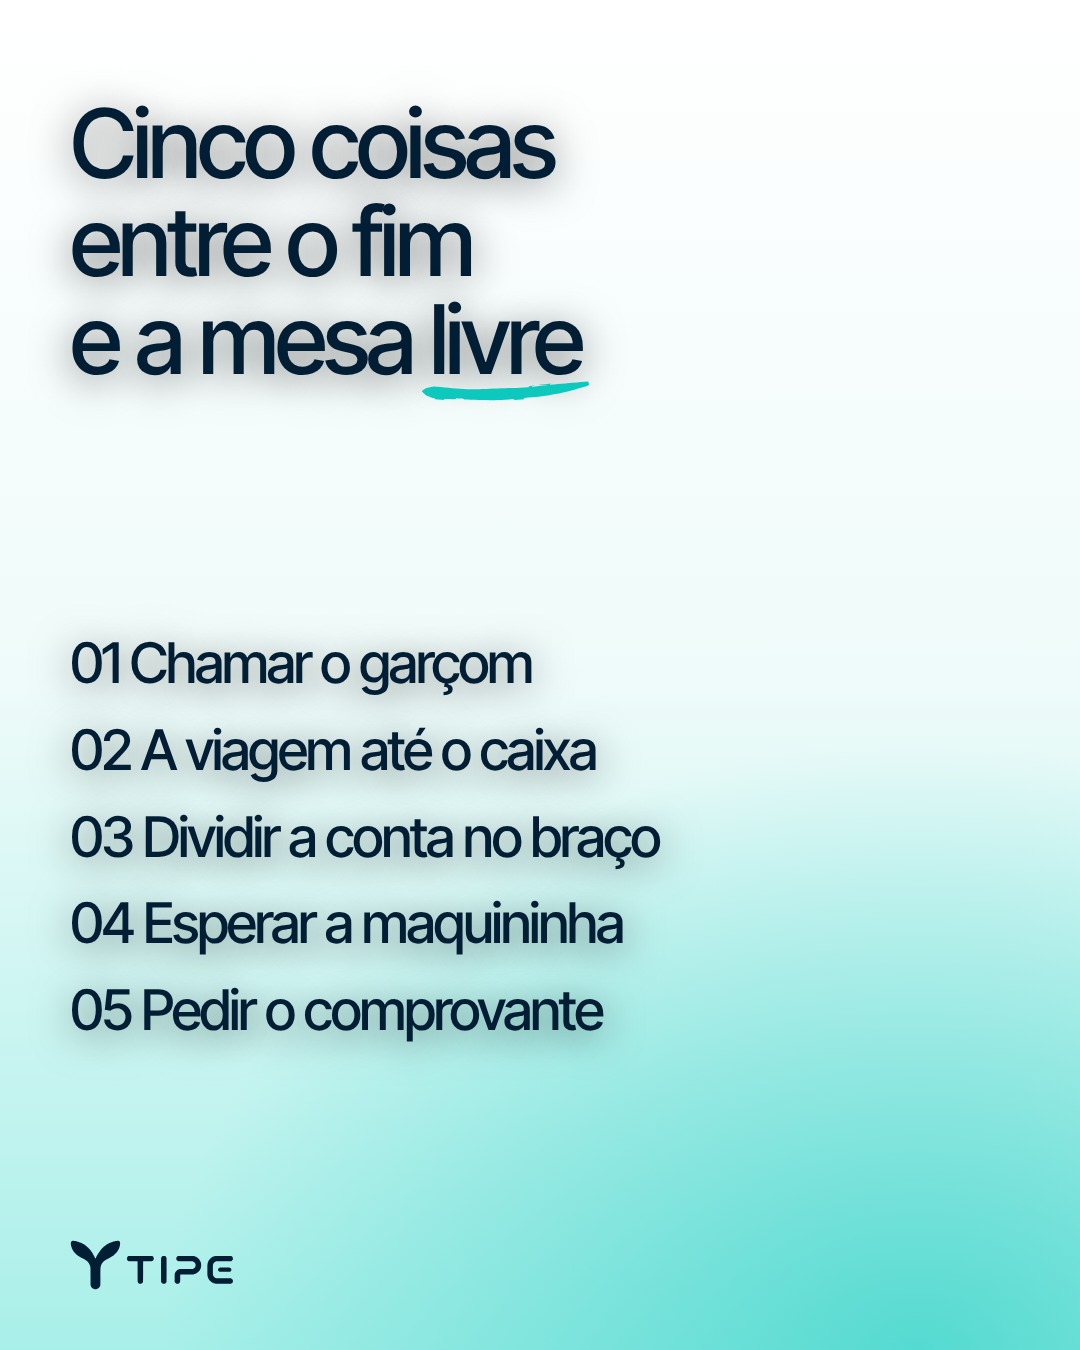 Cinco coisas
entre o fim
e a mesa livre
01 Chamar o garçom
02 A viagem até o caixa
03 Dividir a conta no braço
04 Esperar a maquininha
05 Pedir o comprovante
TIPE